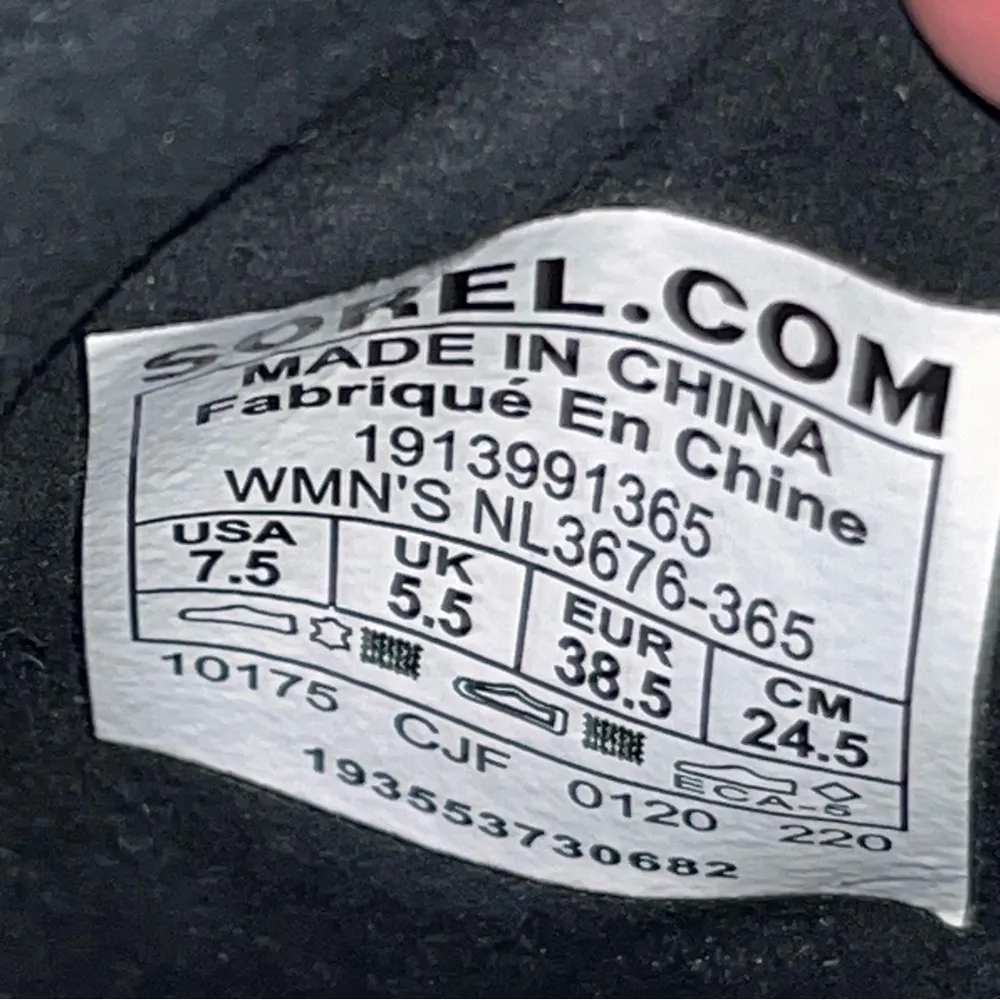 SOREL.COM
MADE IN CHINA
Fabriqué En Chine
1913991365
WMN'S NL3676-365
USA UK EUR CM
7.5 5.5 38.5 24.5
ECA-5
10175 CJF 0120 220
193553730682